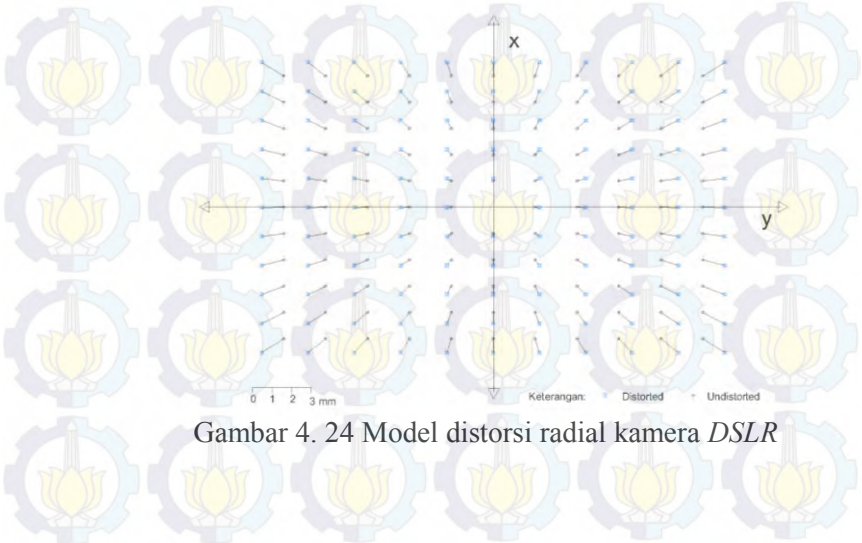 x
y
0 1 2 3 mm
Keterangan: Distorted Undistorted
Gambar 4. 24 Model distorsi radial kamera DSLR